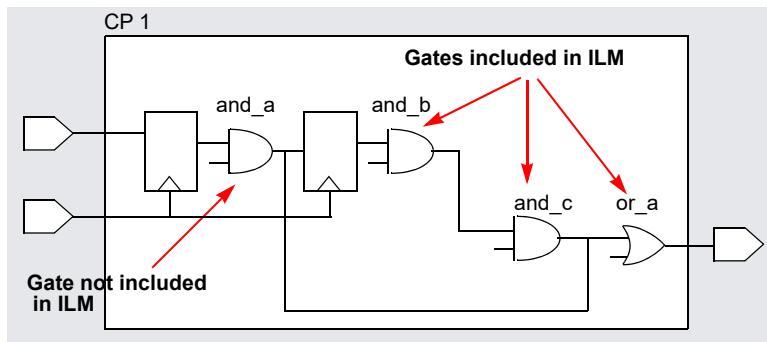 CP 1
Gates included in ILM
and_a
and_b
and_c
or_a
Gate not included
in ILM